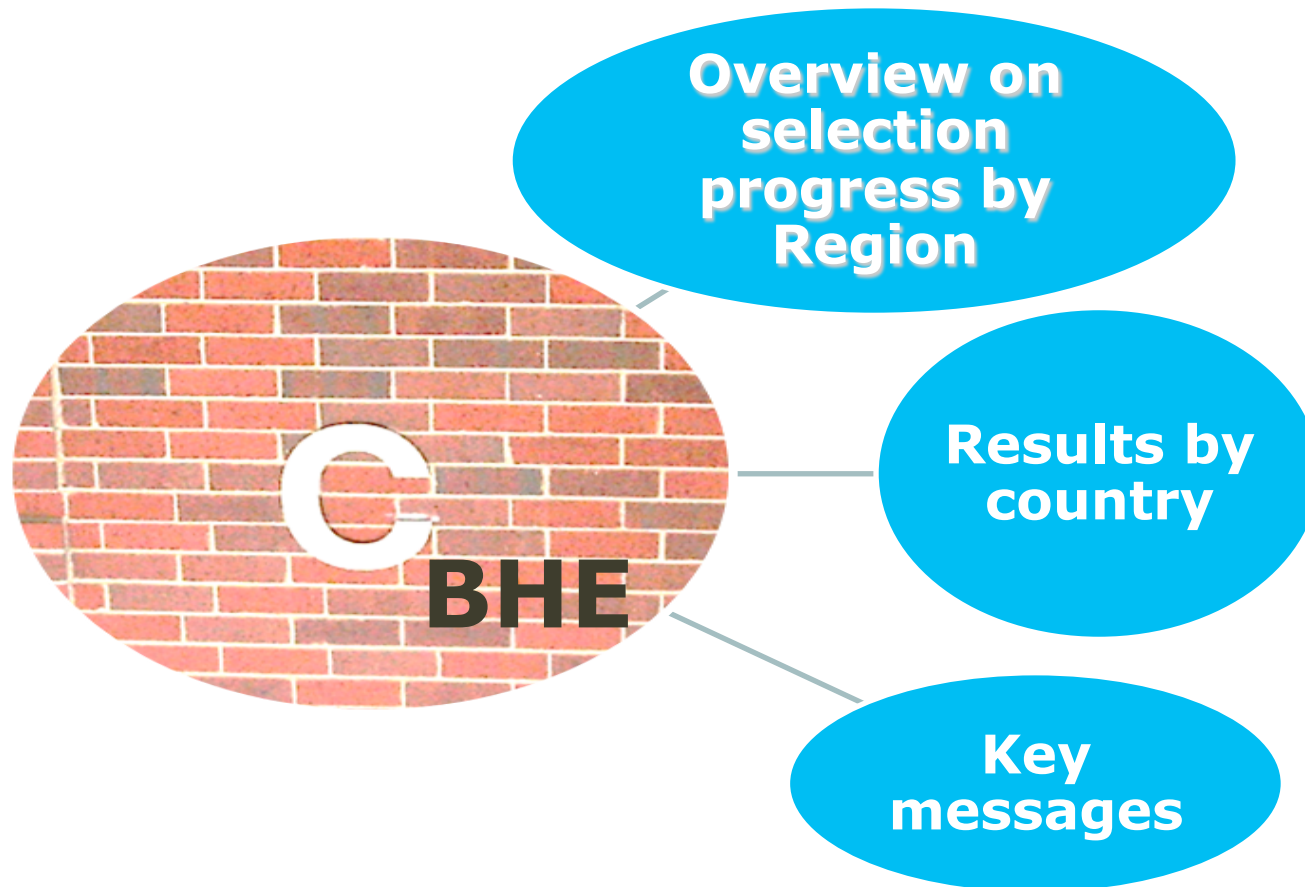 Overview on
selection
progress by
Region
C
BHE
Results by
country
Key
messages